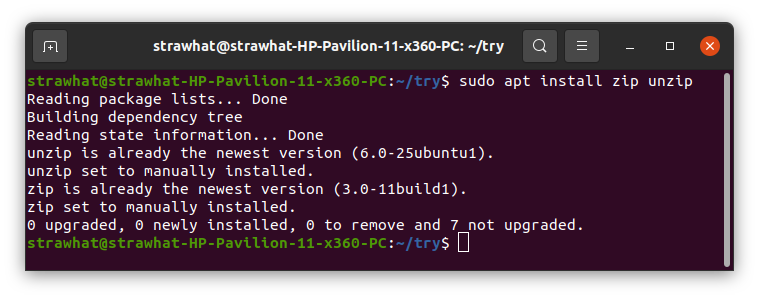 strawhat@strawhat-HP-Pavilion-11-x360-PC: ~/try
strawhat@strawhat-HP-Pavilion-11-x360-PC:~/try$ sudo apt install zip unzip
Reading package lists... Done
Building dependency tree
Reading state information... Done
unzip is already the newest version (6.0-25ubuntu1).
unzip set to manually installed.
zip is already the newest version (3.0-11build1).
zip set to manually installed.
0 upgraded, 0 newly installed, 0 to remove and 7 not upgraded.
strawhat@strawhat-HP-Pavilion-11-x360-PC:~/try$